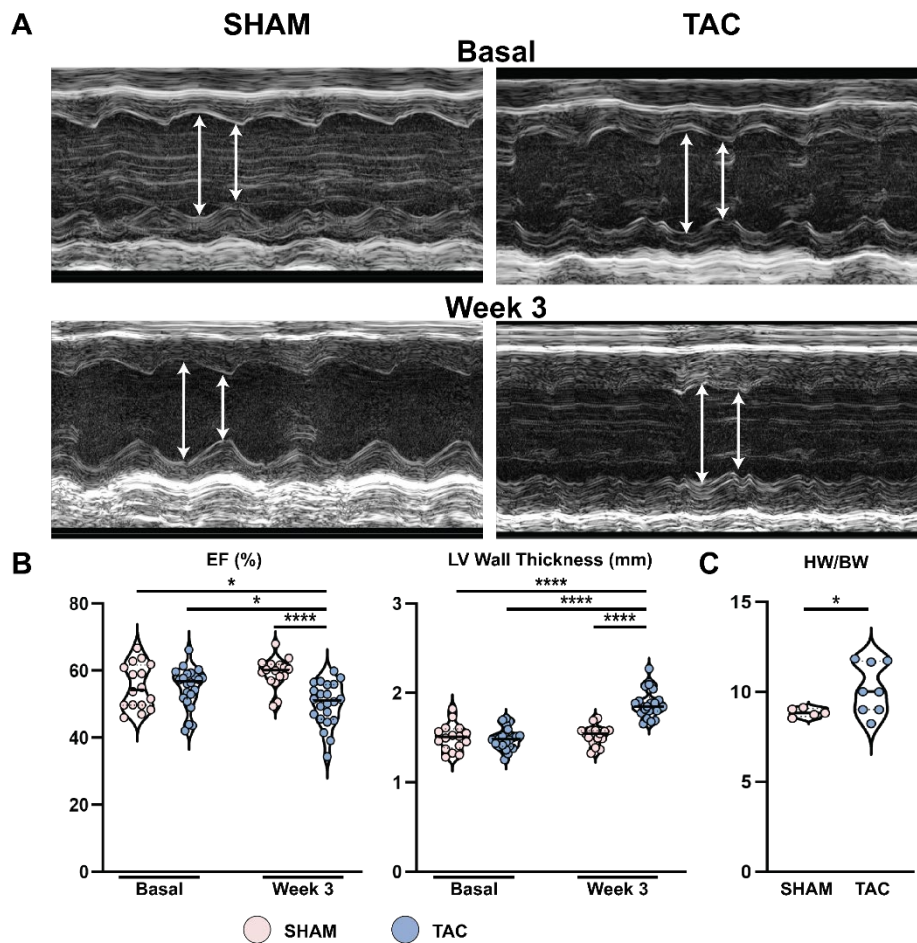 A
SHAM
TAC
Basal
Week 3
B
EF (%)
LV Wall Thickness (mm)
C
HW/BW
*
*
****
****
****
****
*
80
60
40
20
0
3
2
1
0
15
10
5
0
Basal
Week 3
Basal
Week 3
SHAM
TAC
SHAM
TAC